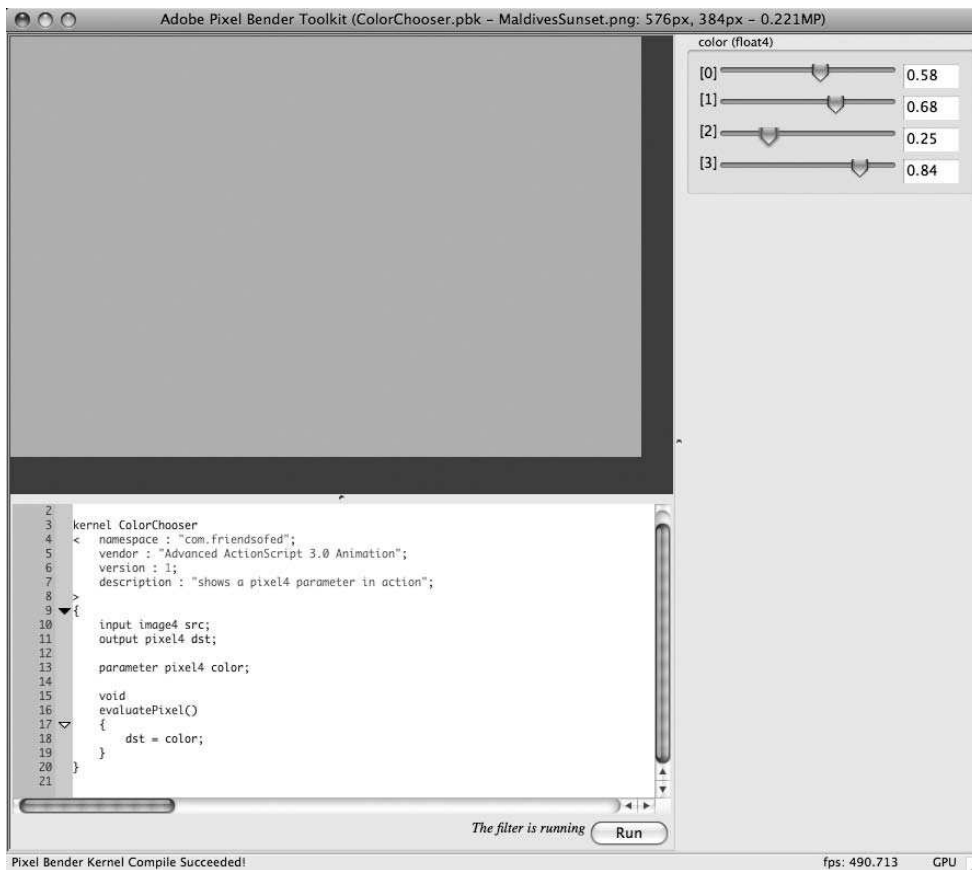 Adobe Pixel Bender Toolkit (ColorChooser.pbk – MaldivesSunset.png: 576px, 384px – 0.221MP)
color (float4)
[0] 0.58
[1] 0.68
[2] 0.25
[3] 0.84
2
3 kernel ColorChooser
4 < namespace : "com.friendsofed";
5 vendor : "Advanced ActionScript 3.0 Animation";
6 version : 1;
7 description : "shows a pixel4 parameter in action";
8 >
9 {
10 input image4 src;
11 output pixel4 dst;
12
13 parameter pixel4 color;
14
15 void
16 evaluatePixel()
17 {
18 dst = color;
19 }
20 }
21
The filter is running Run
Pixel Bender Kernel Compile Succeeded! fps: 490.713 GPU